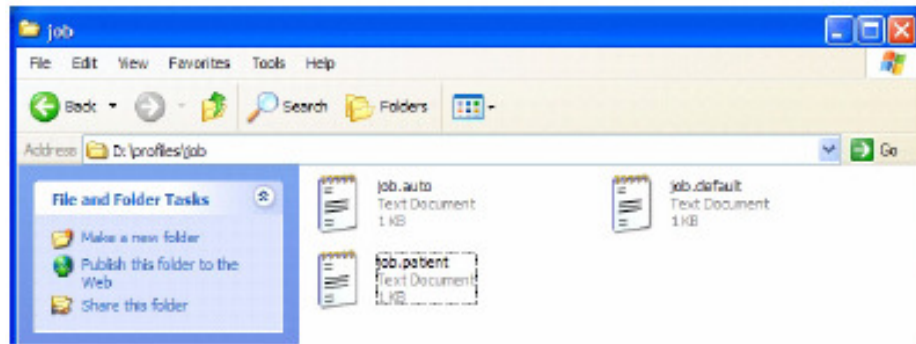 job
File Edit View Favorites Tools Help
Back Search Folders
Address D:\profiles\job Go
File and Folder Tasks
Make a new folder
Publish this folder to the
Web
Share this folder
job.auto
Text Document
1 KB
job.default
Text Document
1 KB
job.patient
Text Document
1 KB